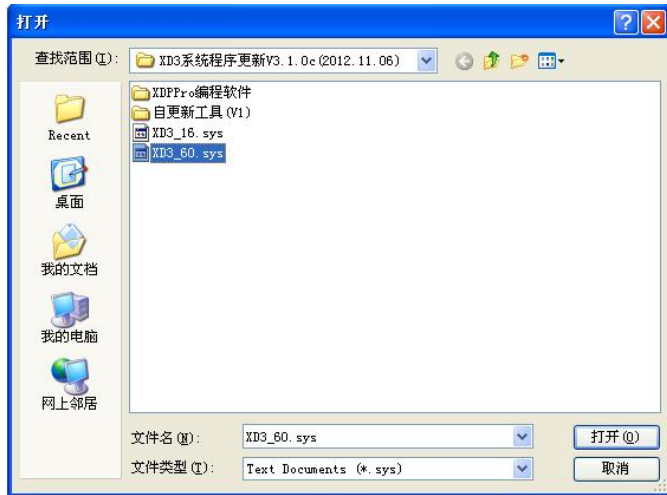 打开
查找范围(I):
XD3系统程序更新V3.1.0c(2012.11.06)
Recent
桌面
我的文档
我的电脑
网上邻居
XDPPro编程软件
自更新工具(V1)
XD3_16.sys
XD3_60.sys
文件名(N):
XD3_60.sys
打开(O)
文件类型(T):
Text Documents (*.sys)
取消